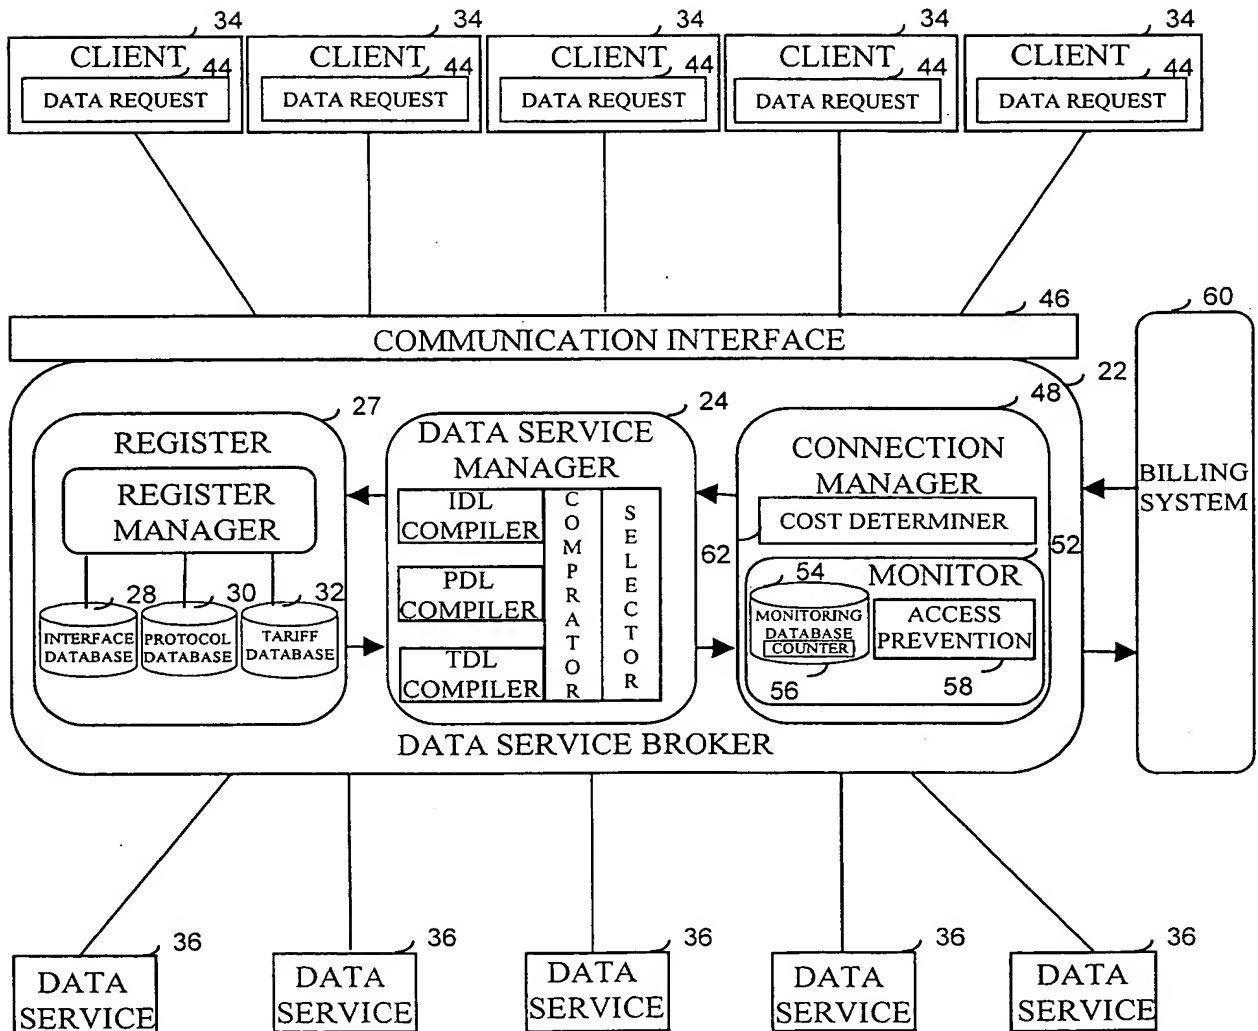 34 34 34 34 34
CLIENT CLIENT CLIENT CLIENT CLIENT
44 44 44 44 44
DATA REQUEST DATA REQUEST DATA REQUEST DATA REQUEST DATA REQUEST
46
60
COMMUNICATION INTERFACE
22
27
REGISTER
REGISTER
MANAGER
28 30 32
INTERFACE
DATABASE
PROTOCOL
DATABASE
TARIFF
DATABASE
24
DATA SERVICE
MANAGER
IDL
COMPILER
PDL
COMPILER
TDL
COMPILER
COMPRATOR
SELECTOR
48
CONNECTION
MANAGER
COST DETERMINER
62
52
54
MONITOR
MONITORING
DATABASE
COUNTER
56
ACCESS
PREVENTION
58
BILLING
SYSTEM
DATA SERVICE BROKER
36 36 36 36 36
DATA DATA DATA DATA DATA
SERVICE SERVICE SERVICE SERVICE SERVICE